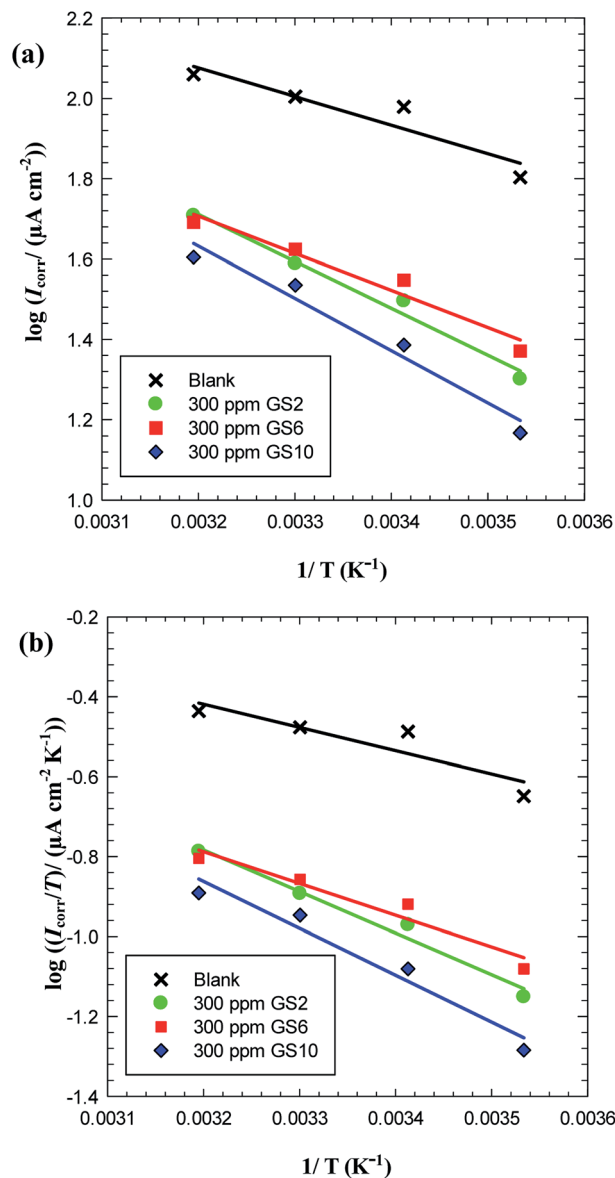 (a)
log (I_corr/ (µA cm⁻²))
2.2
2.0
1.8
1.6
1.4
1.2
1.0
Blank
300 ppm GS2
300 ppm GS6
300 ppm GS10
0.0031 0.0032 0.0033 0.0034 0.0035 0.0036
1/ T (K⁻¹)
(b)
log ((I_corr/T)/ (µA cm⁻² K⁻¹))
-0.2
-0.4
-0.6
-0.8
-1.0
-1.2
-1.4
Blank
300 ppm GS2
300 ppm GS6
300 ppm GS10
0.0031 0.0032 0.0033 0.0034 0.0035 0.0036
1/ T (K⁻¹)